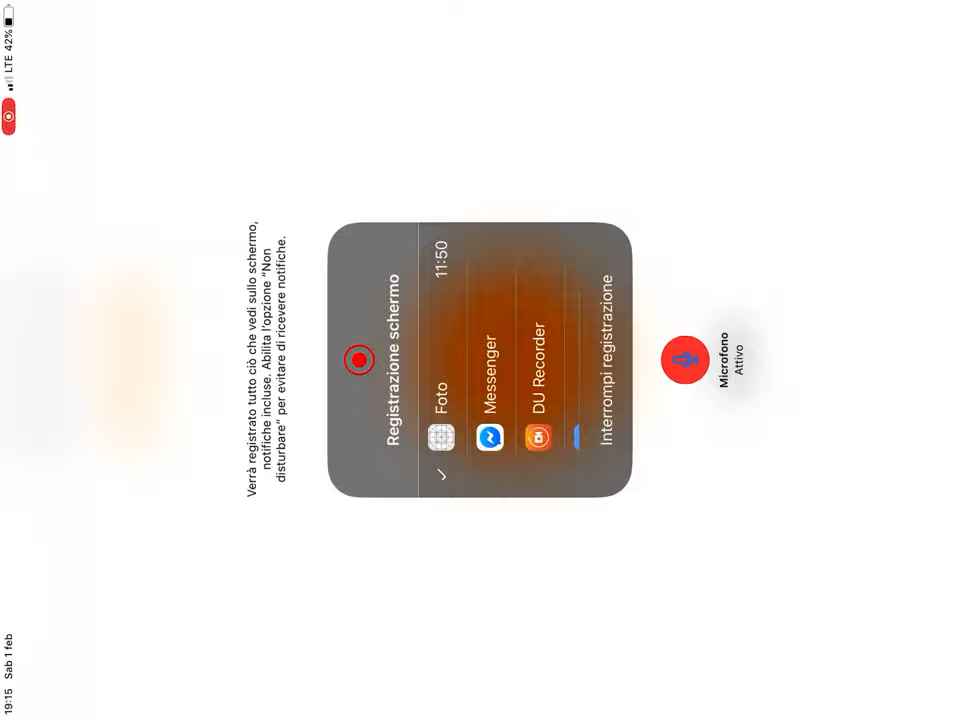 19:15 Sab 1 feb
LTE 42%
Verrà registrato tutto ciò che vedi sullo schermo,
notifiche incluse. Abilita l'opzione "Non
disturbare" per evitare di ricevere notifiche.
Registrazione schermo
Foto 11:50
Messenger
DU Recorder
Interrompi registrazione
Microfono
Attivo